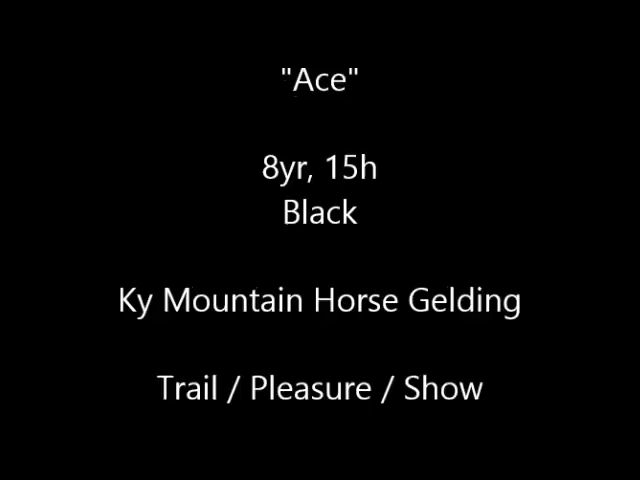 "Ace"
8yr, 15h
Black
Ky Mountain Horse Gelding
Trail / Pleasure / Show